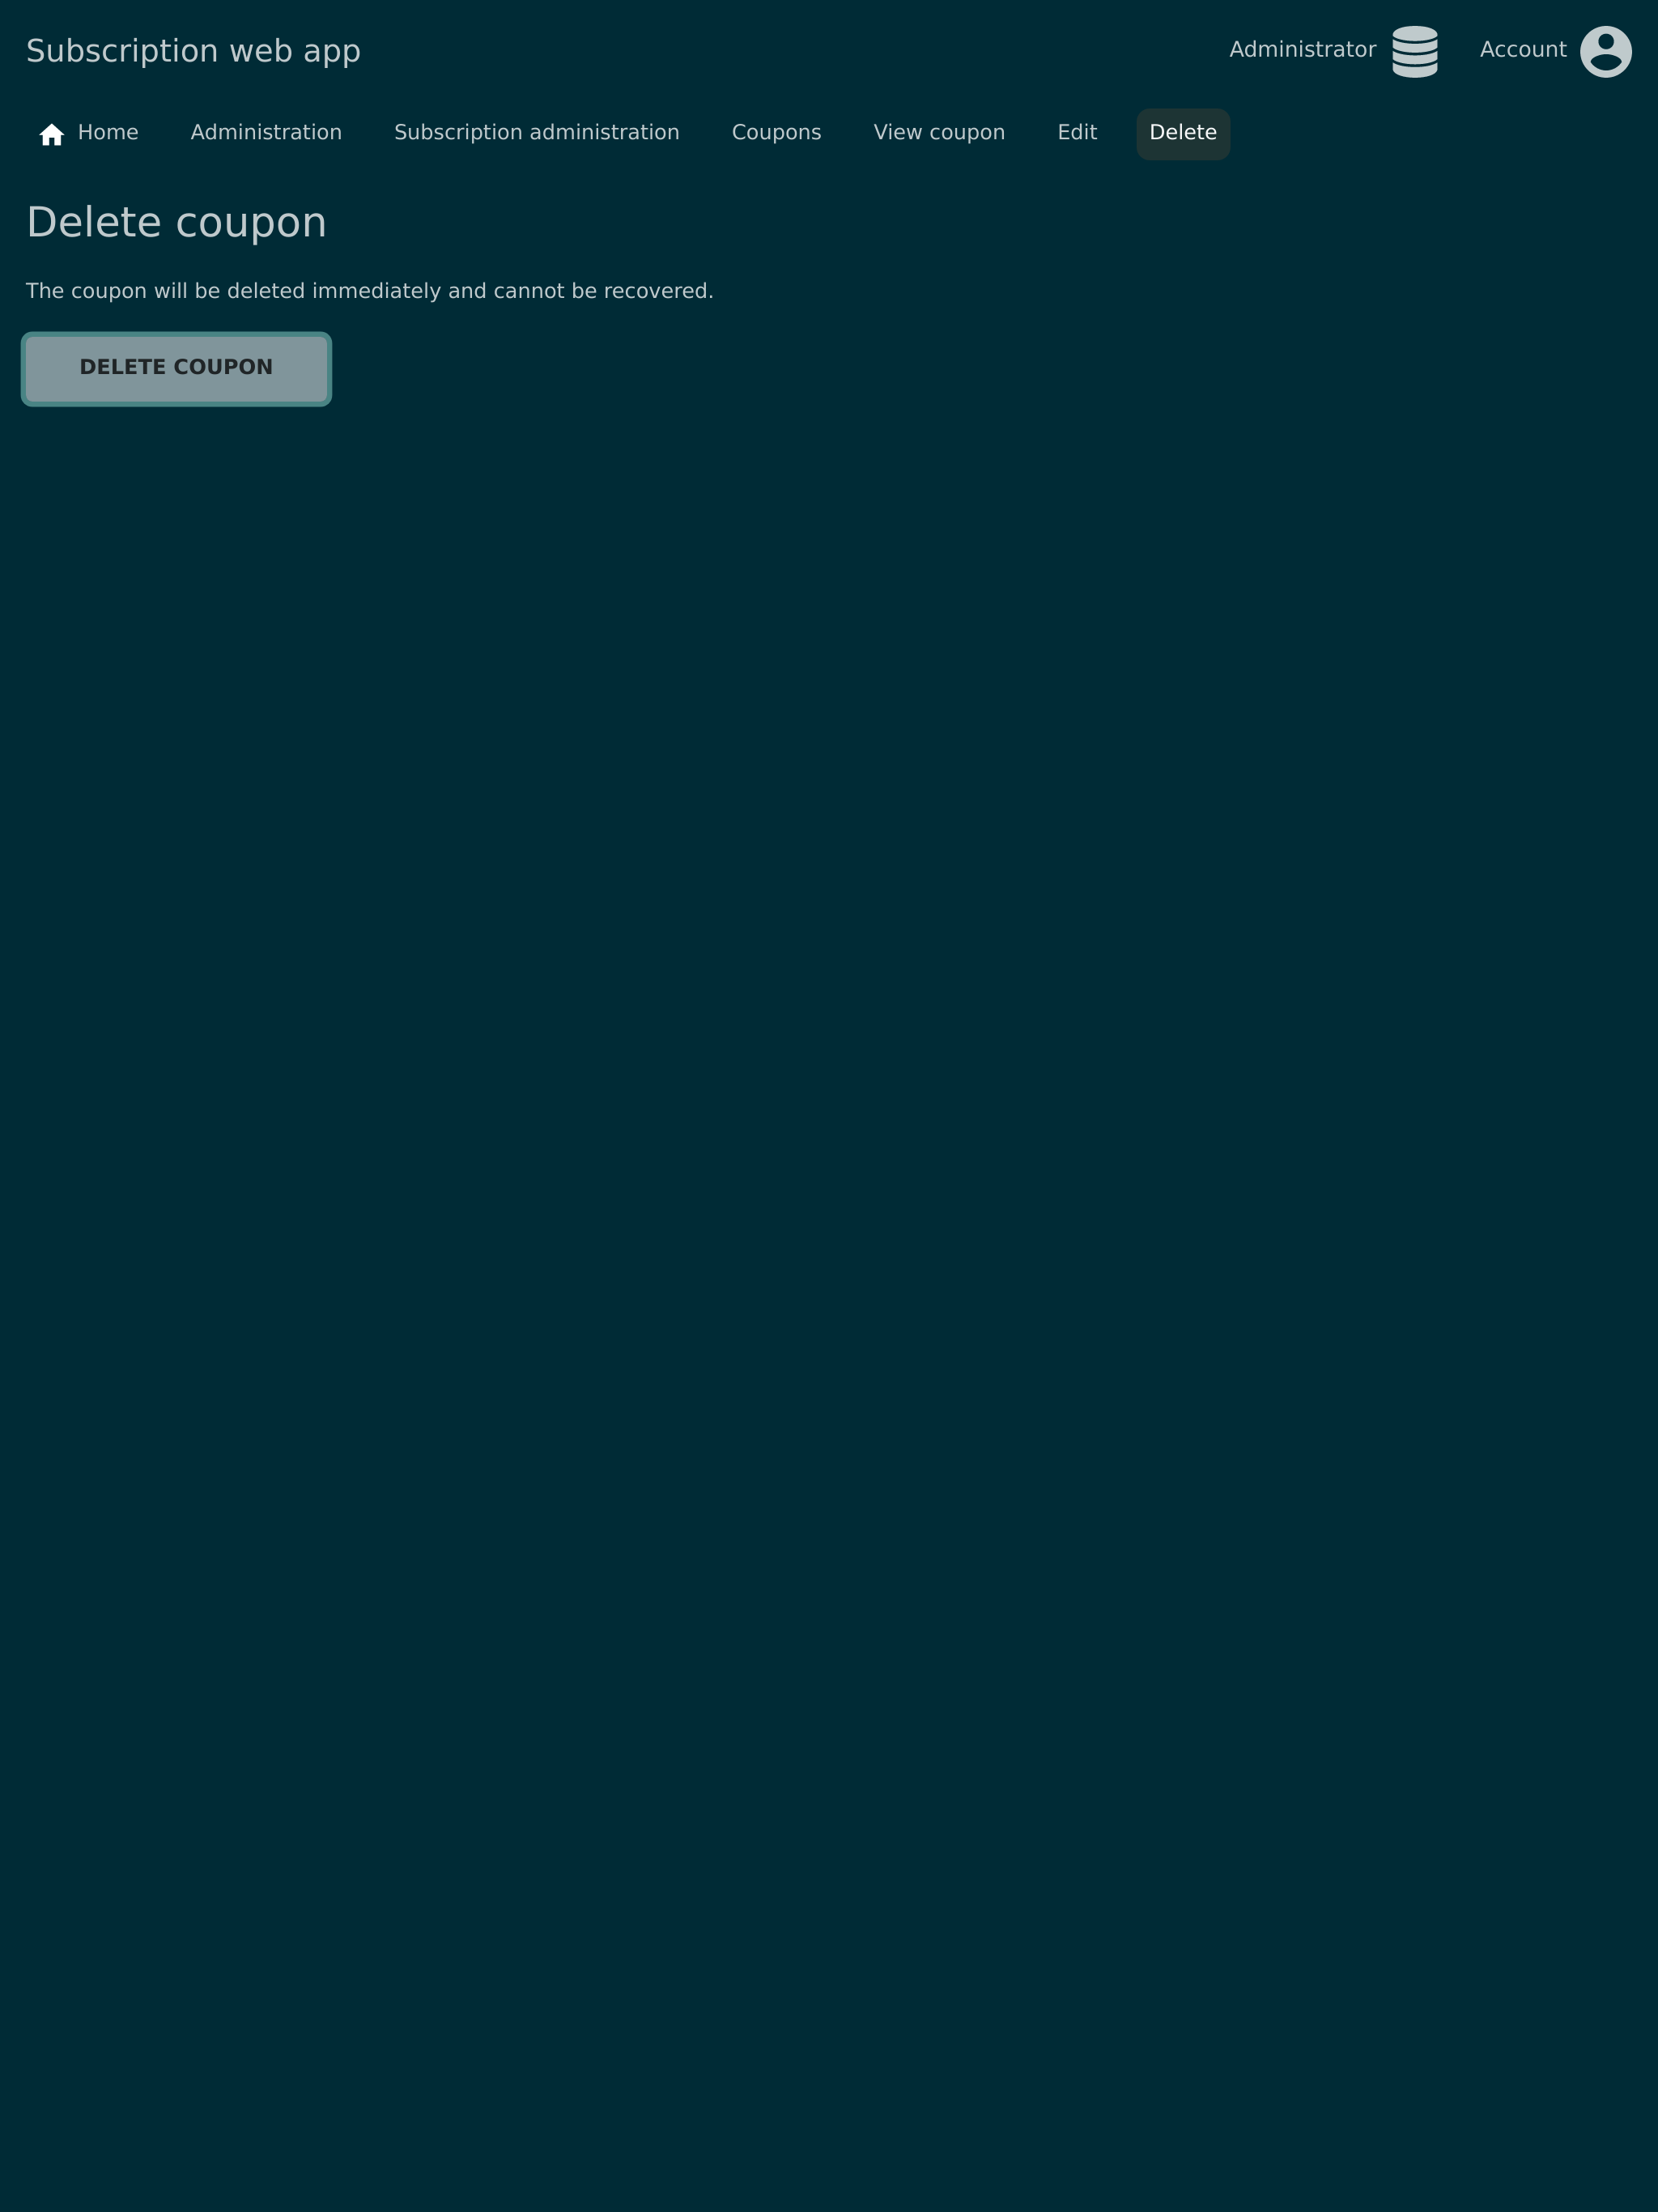 Subscription web app
Administrator
Account
Home
Administration
Subscription administration
Coupons
View coupon
Edit
Delete
Delete coupon
The coupon will be deleted immediately and cannot be recovered.
DELETE COUPON